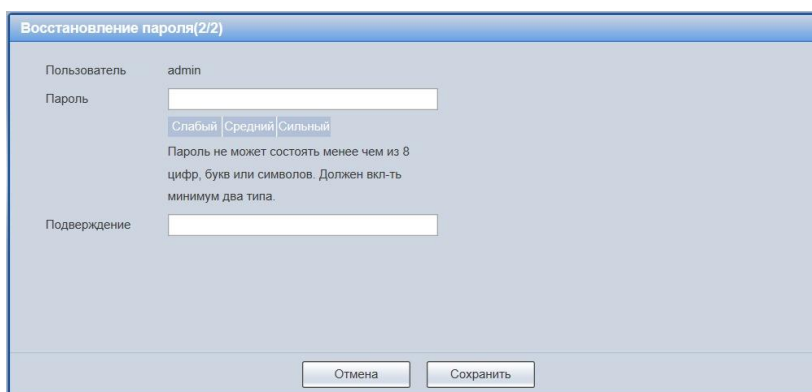 Восстановление пароля(2/2)
Пользователь admin
Пароль
Слабый Средний Сильный
Пароль не может состоять менее чем из 8
цифр, букв или символов. Должен вкл-ть
минимум два типа.
Подверждение
Отмена Сохранить